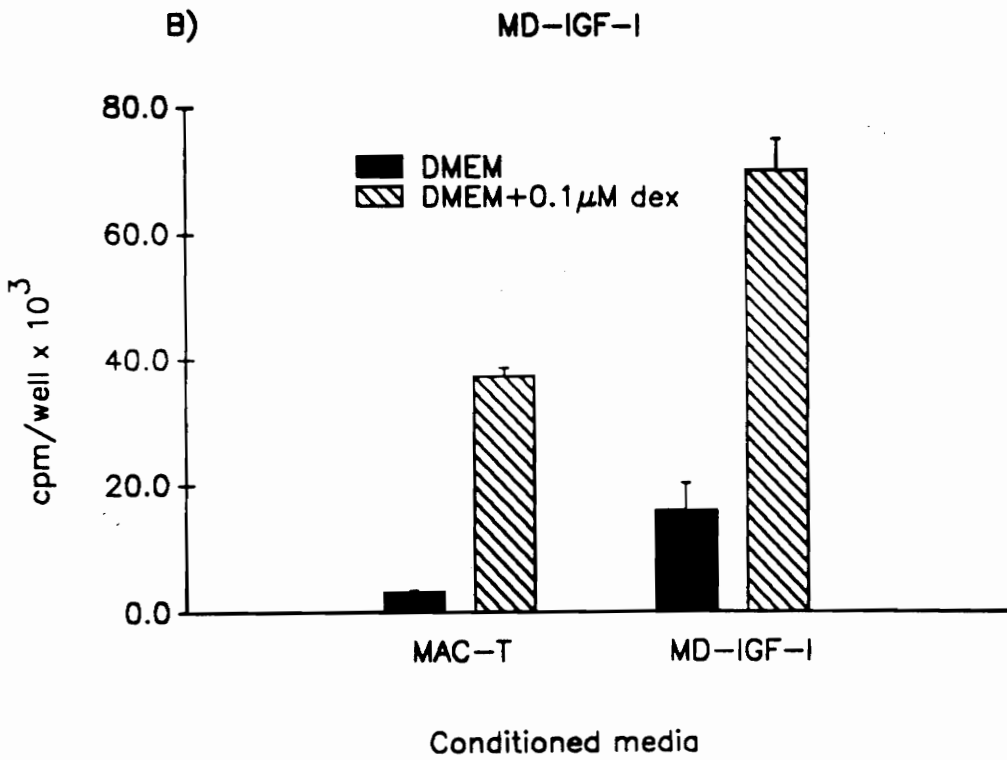 B) MD-IGF-I
80.0
DMEM
DMEM+0.1μM dex
60.0
cpm/well x 10³
40.0
20.0
0.0
MAC-T MD-IGF-I
Conditioned media